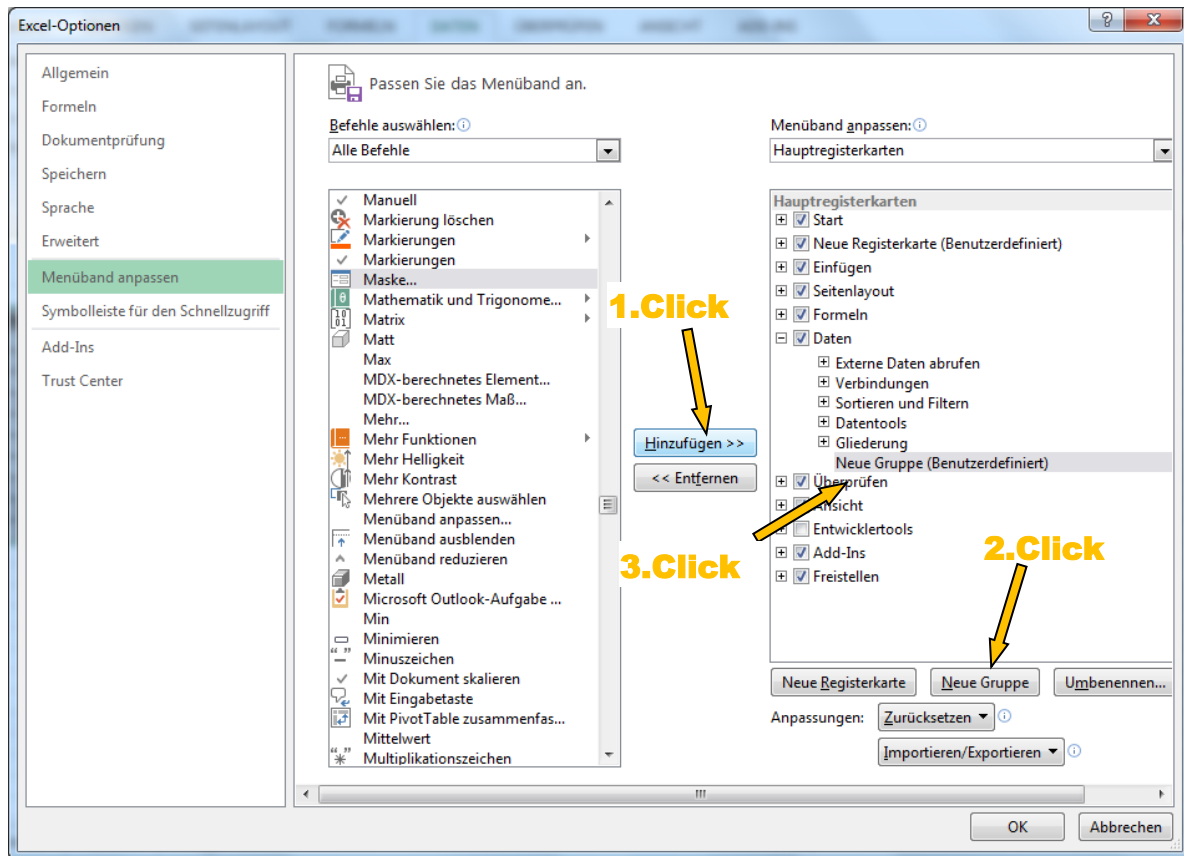 Excel-Optionen
Allgemein
Formeln
Dokumentprüfung
Speichern
Sprache
Erweitert
Menüband anpassen
Symbolleiste für den Schnellzugriff
Add-Ins
Trust Center
Passen Sie das Menüband an.
Befehle auswählen:
Alle Befehle
Manuell
Markierung löschen
Markierungen
Markierungen
Maske...
Mathematik und Trigonome...
Matrix
Matt
Max
MDX-berechnetes Element...
MDX-berechnetes Maß...
Mehr...
Mehr Funktionen
Mehr Helligkeit
Mehr Kontrast
Mehrere Objekte auswählen
Menüband anpassen...
Menüband ausblenden
Menüband reduzieren
Metall
Microsoft Outlook-Aufgabe ...
Min
Minimieren
Minuszeichen
Mit Dokument skalieren
Mit Eingabetaste
Mit PivotTable zusammenfas...
Mittelwert
Multiplikationszeichen
1.Click
Hinzufügen >>
<< Entfernen
3.Click
Menüband anpassen:
Hauptregisterkarten
Hauptregisterkarten
Start
Neue Registerkarte (Benutzerdefiniert)
Einfügen
Seitenlayout
Formeln
Daten
Externe Daten abrufen
Verbindungen
Sortieren und Filtern
Datentools
Gliederung
Neue Gruppe (Benutzerdefiniert)
Überprüfen
Ansicht
Entwicklertools
Add-Ins
Freistellen
2.Click
Neue Registerkarte
Neue Gruppe
Umbenennen...
Anpassungen:
Zurücksetzen
Importieren/Exportieren
OK
Abbrechen